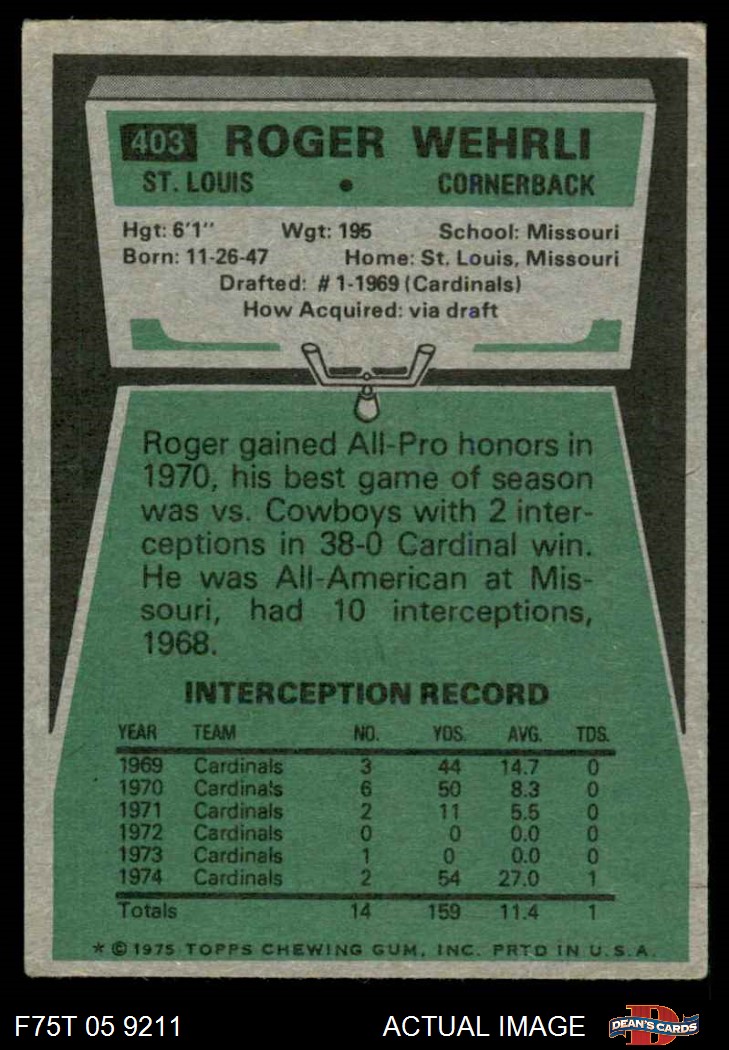 403 ROGER WEHRLI
ST. LOUIS • CORNERBACK
Hgt: 6'1" Wgt: 195 School: Missouri
Born: 11-26-47 Home: St. Louis, Missouri
Drafted: #1-1969 (Cardinals)
How Acquired: via draft
Roger gained All-Pro honors in
1970, his best game of season
was vs. Cowboys with 2 inter-
ceptions in 38-0 Cardinal win.
He was All-American at Mis-
souri, had 10 interceptions,
1968.
INTERCEPTION RECORD
YEAR TEAM NO. YDS. AVG. TDS.
1969 Cardinals 3 44 14.7 0
1970 Cardinals 6 50 8.3 0
1971 Cardinals 2 11 5.5 0
1972 Cardinals 0 0 0.0 0
1973 Cardinals 1 0 0.0 0
1974 Cardinals 2 54 27.0 1
Totals 14 159 11.4 1
* © 1975 TOPPS CHEWING GUM, INC. PRTD IN U.S.A.
F75T 05 9211 ACTUAL IMAGE D DEAN'S CARDS